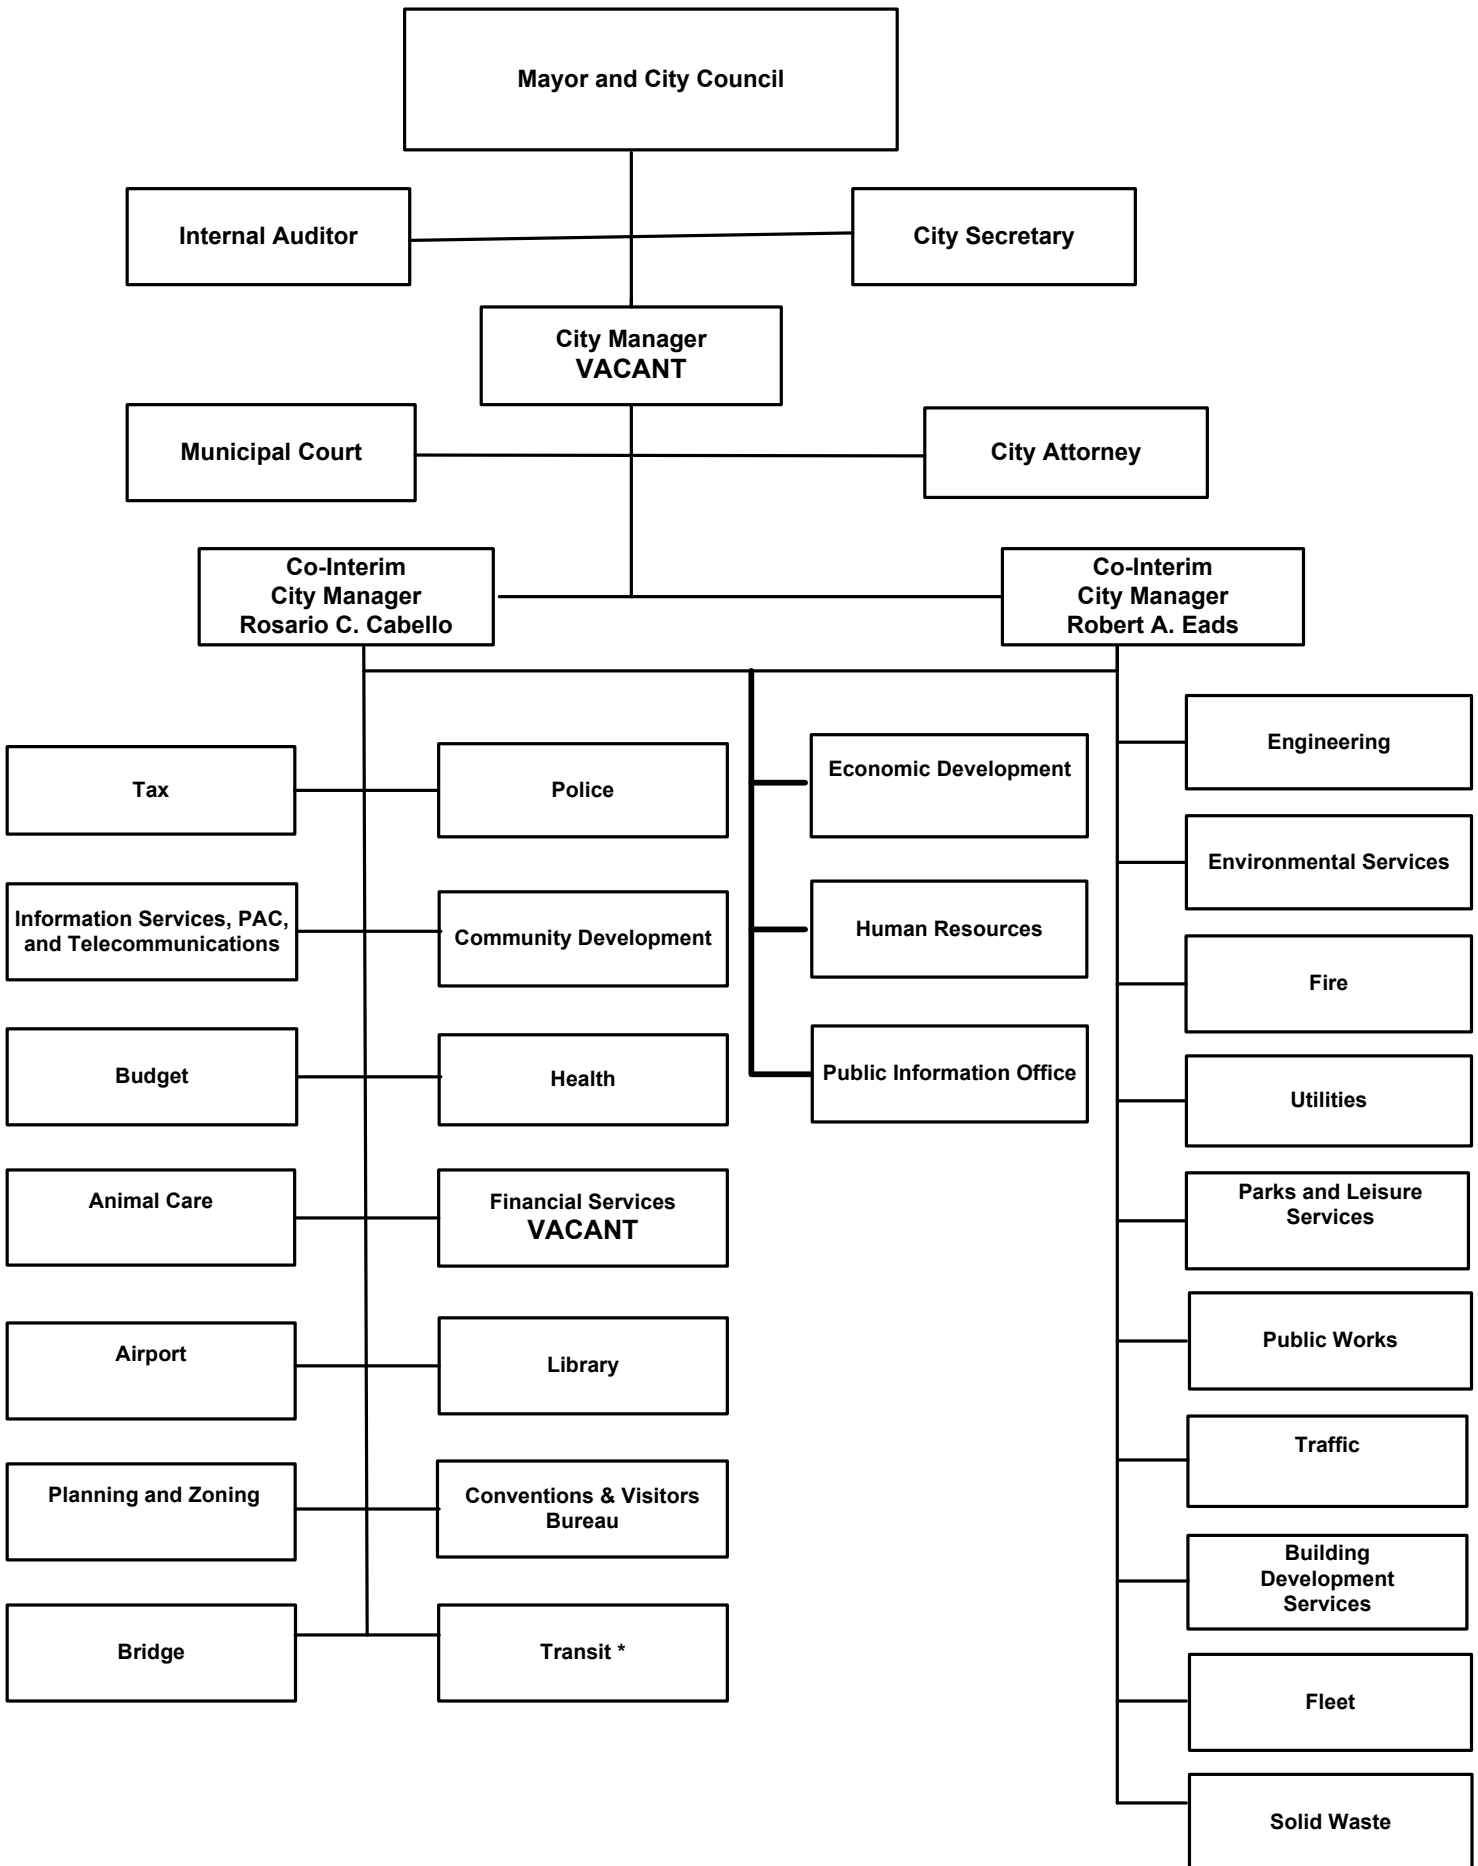 Mayor and City Council
Internal Auditor
City Secretary
City Manager
VACANT
Municipal Court
City Attorney
Co-Interim
City Manager
Rosario C. Cabello
Co-Interim
City Manager
Robert A. Eads
Tax
Police
Economic Development
Engineering
Environmental Services
Information Services, PAC,
and Telecommunications
Community Development
Human Resources
Fire
Budget
Health
Public Information Office
Utilities
Animal Care
Financial Services
VACANT
Parks and Leisure
Services
Airport
Library
Public Works
Traffic
Planning and Zoning
Conventions & Visitors
Bureau
Building
Development
Services
Bridge
Transit *
Fleet
Solid Waste